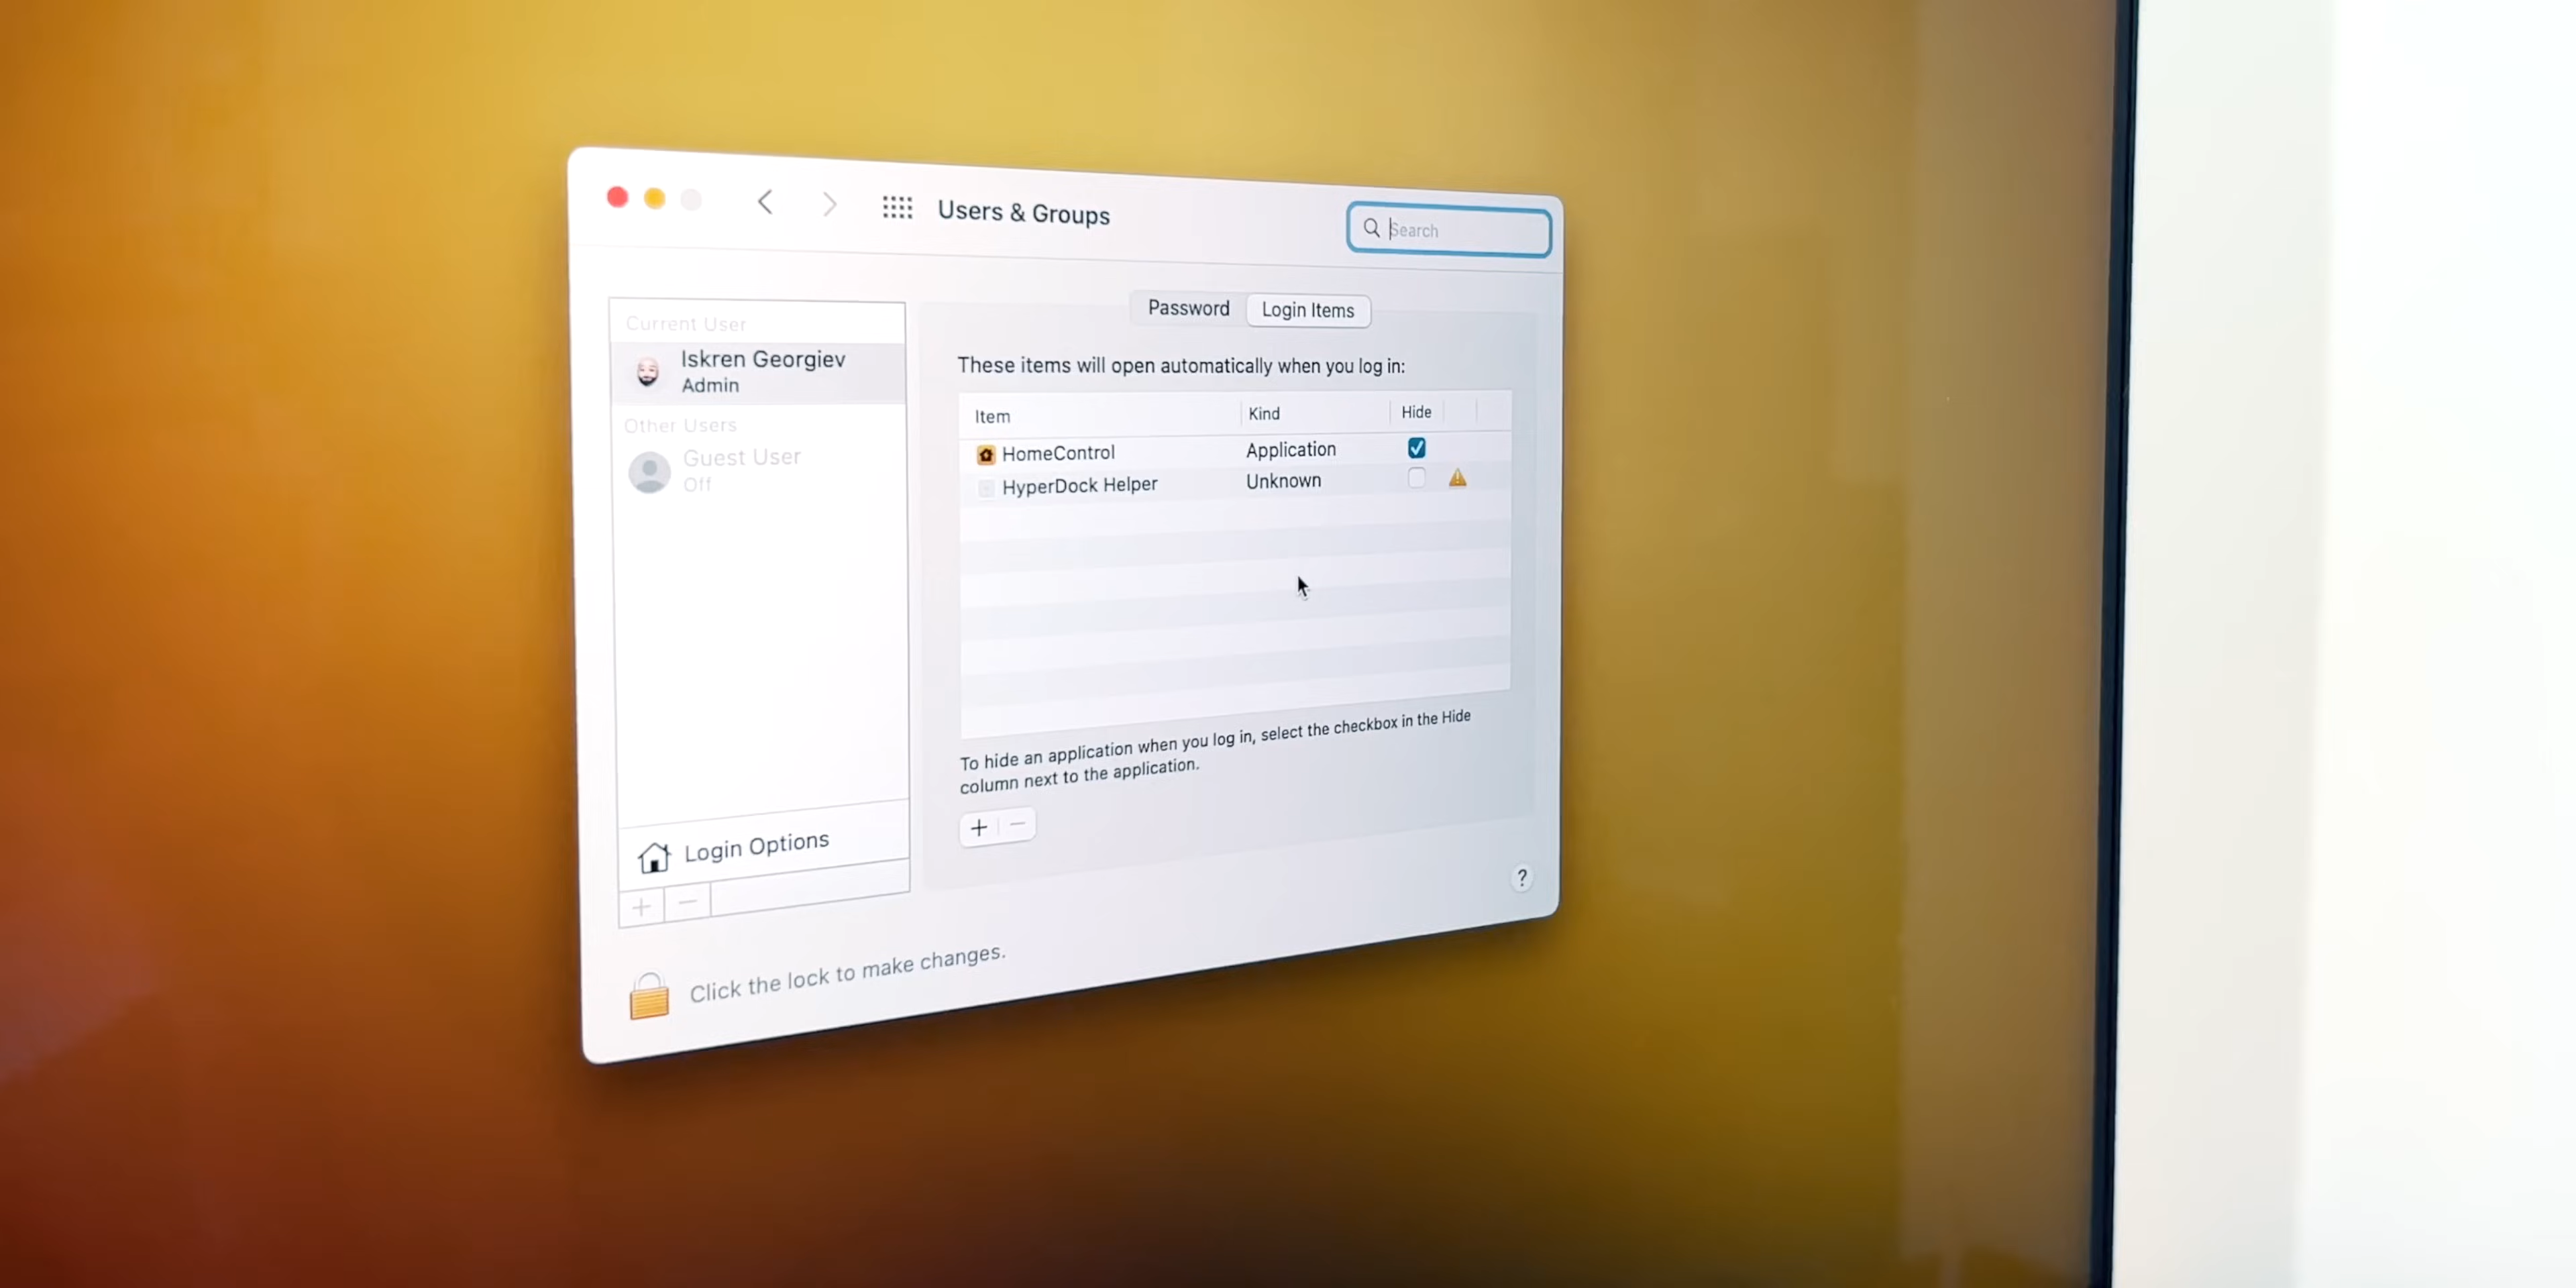 Users & Groups
Search
Password
Login Items
Current User
Iskren Georgiev
Admin
Other Users
Guest User
Off
These items will open automatically when you log in:
Item Kind Hide
HomeControl Application
HyperDock Helper Unknown
To hide an application when you log in, select the checkbox in the Hide
column next to the application.
+ −
Login Options
+ −
?
Click the lock to make changes.